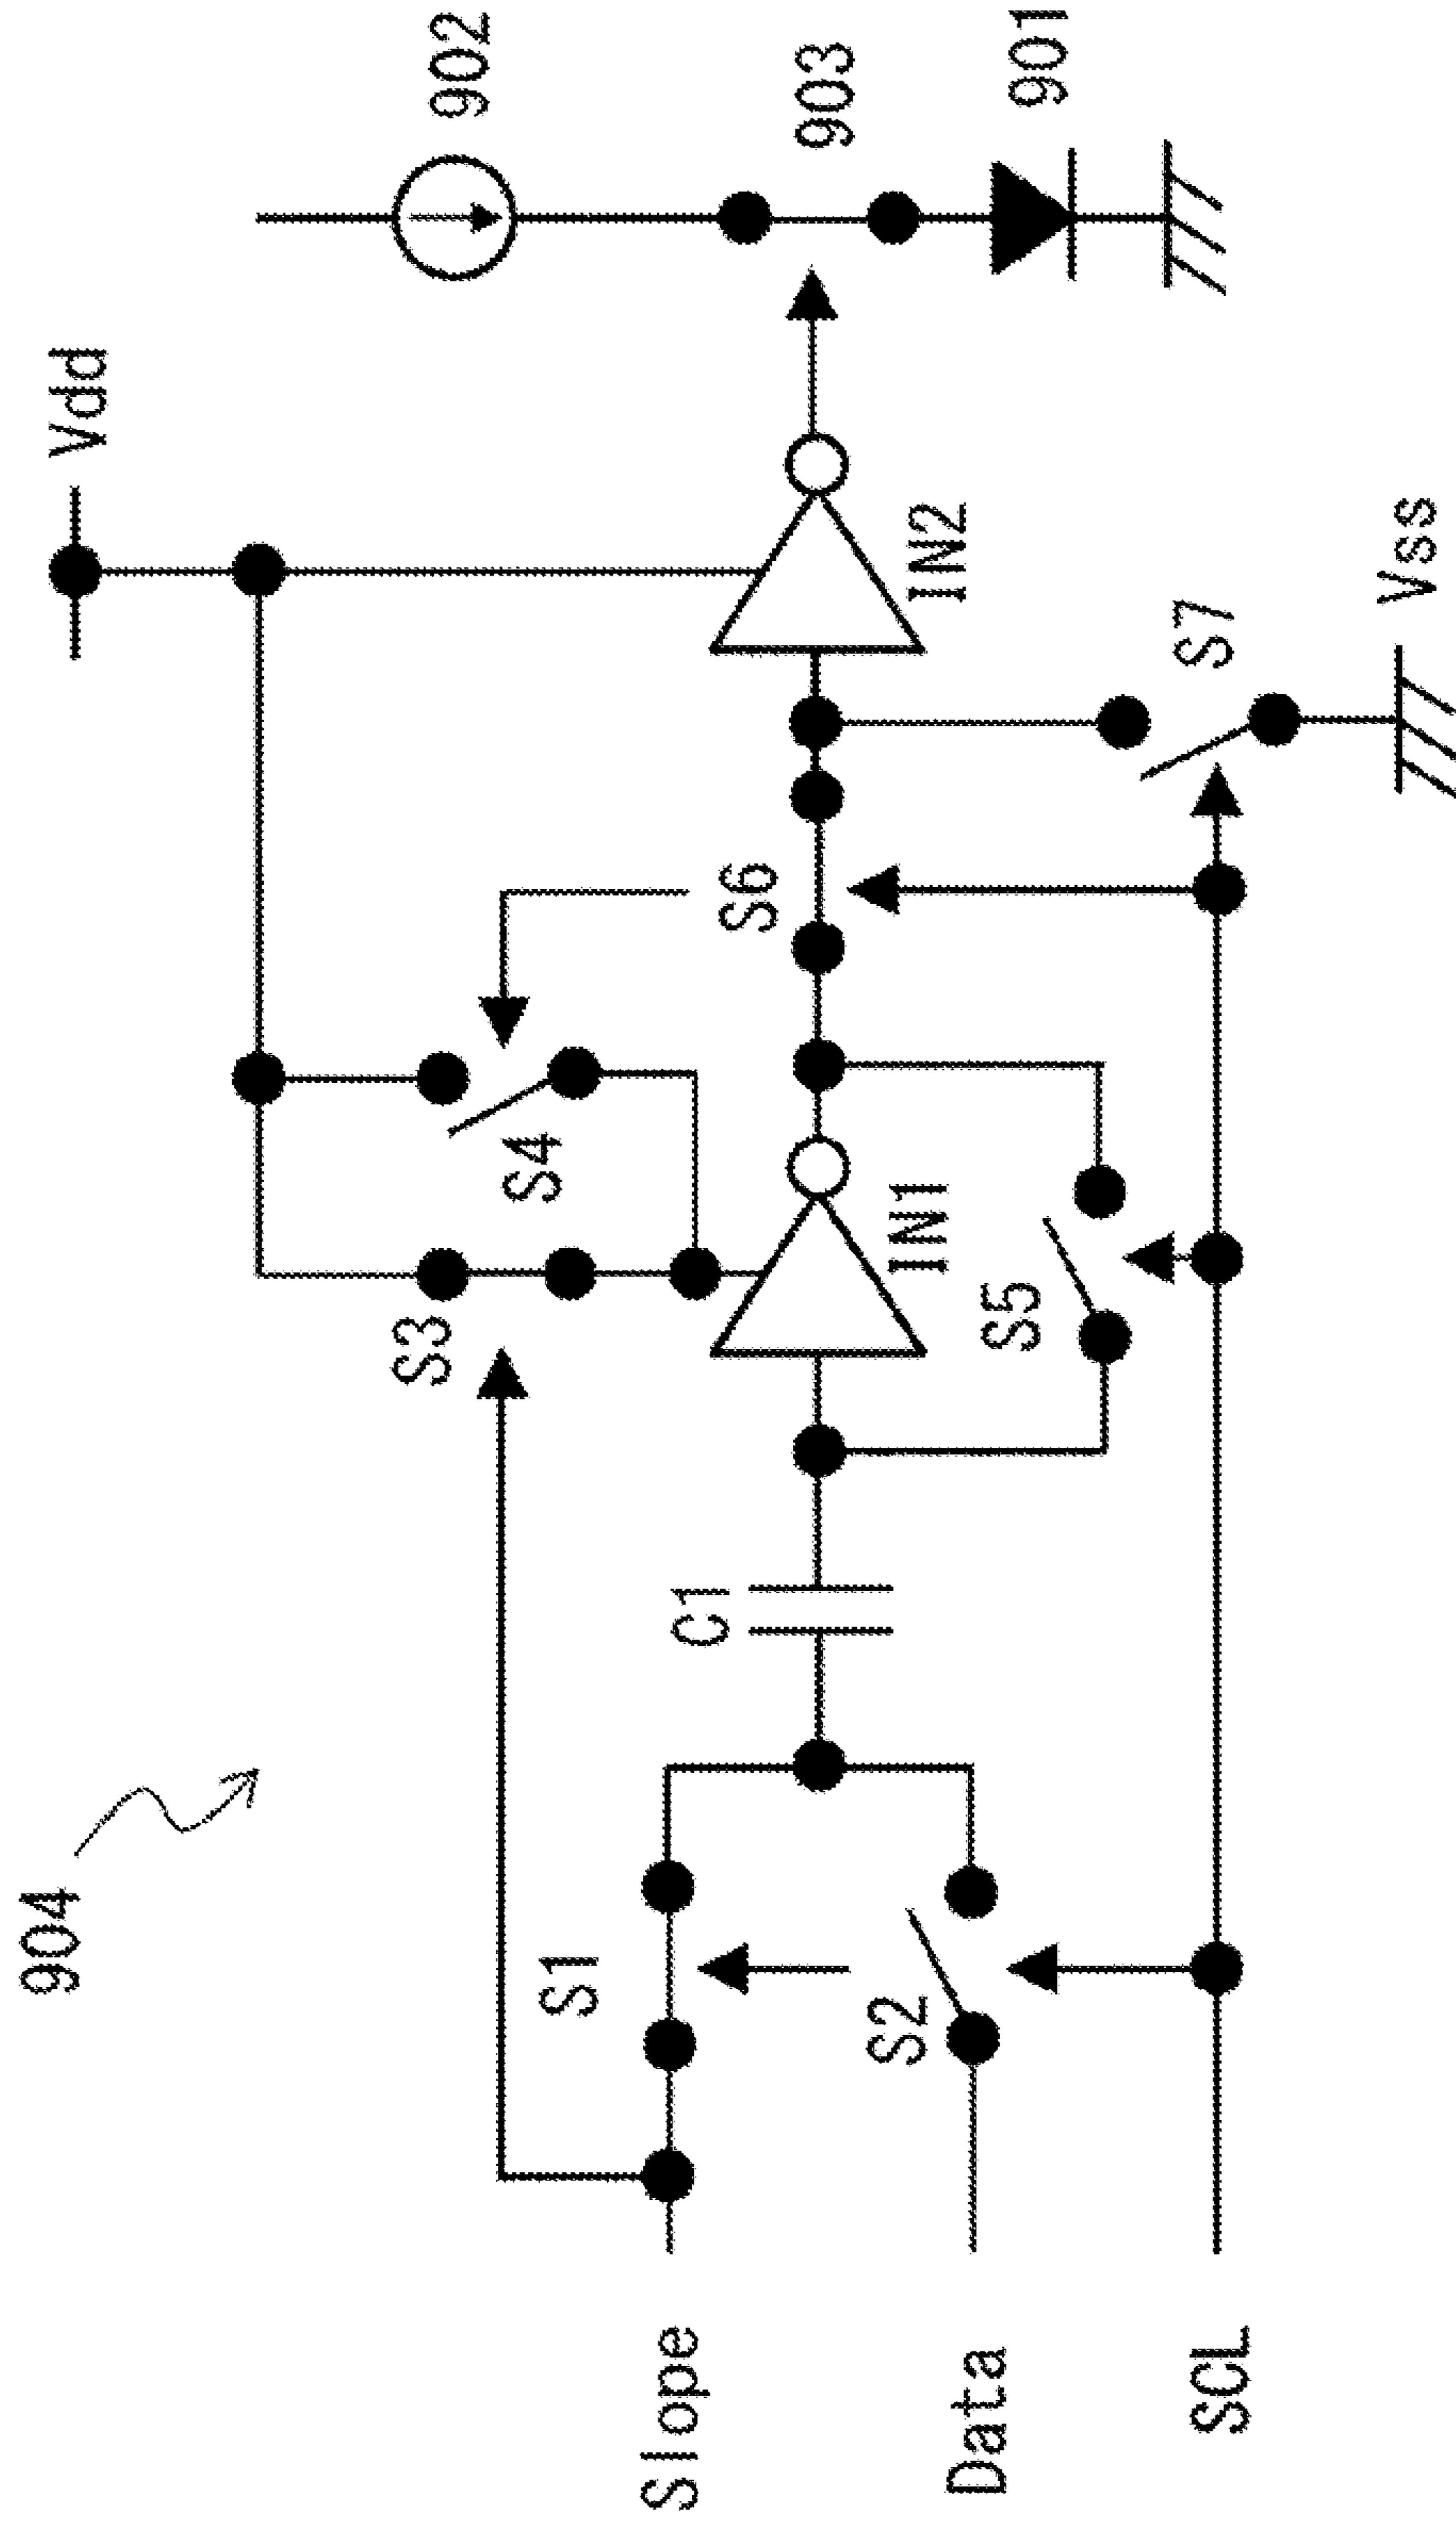 904
Vdd
902
903
901
S3
S4
S6
S1
C1
IN1
IN2
S2
S5
S7
Vss
Slope
Data
SCL